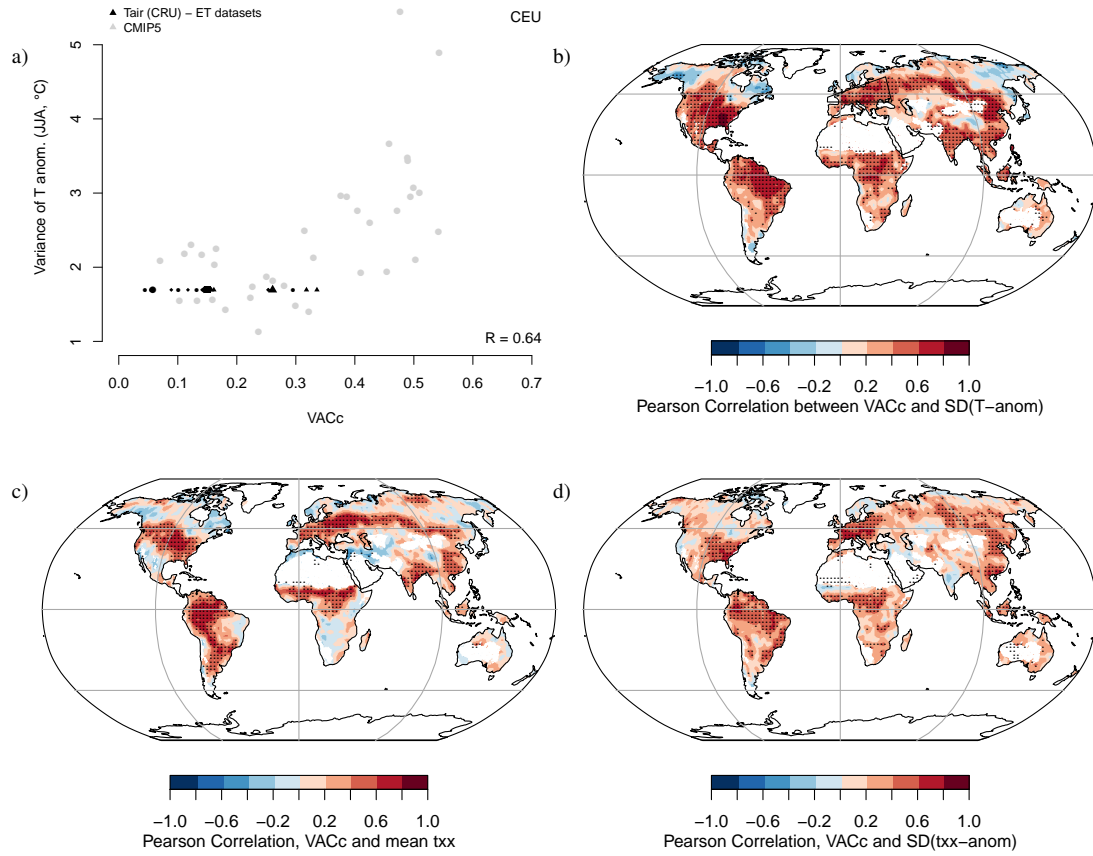 a)
Tair (CRU) − ET datasets
CMIP5
CEU
Variance of T anom. (JJA, °C)
5
4
3
2
1
R = 0.64
0.0 0.1 0.2 0.3 0.4 0.5 0.6 0.7
VACc
b)
−1.0 −0.6 −0.2 0.2 0.6 1.0
Pearson Correlation between VACc and SD(T−anom)
c)
−1.0 −0.6 −0.2 0.2 0.6 1.0
Pearson Correlation, VACc and mean txx
d)
−1.0 −0.6 −0.2 0.2 0.6 1.0
Pearson Correlation, VACc and SD(txx−anom)